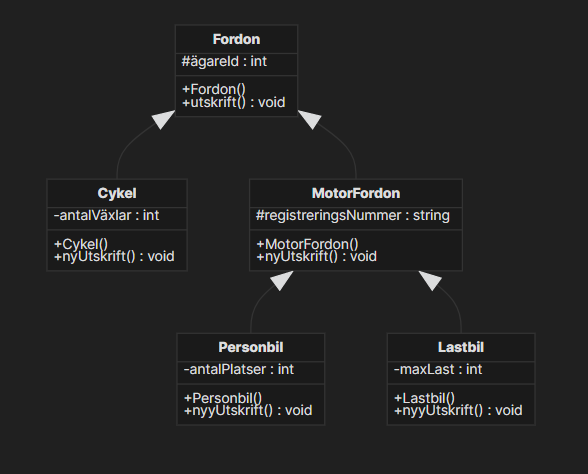 Fordon
#ägareId : int
+Fordon()
+utskrift() : void
Cykel
-antalVäxlar : int
+Cykel()
+nyUtskrift() : void
MotorFordon
#registreringsNummer : string
+MotorFordon()
+nyUtskrift() : void
Personbil
-antalPlatser : int
+Personbil()
+nyyUtskrift() : void
Lastbil
-maxLast : int
+Lastbil()
+nyyUtskrift() : void